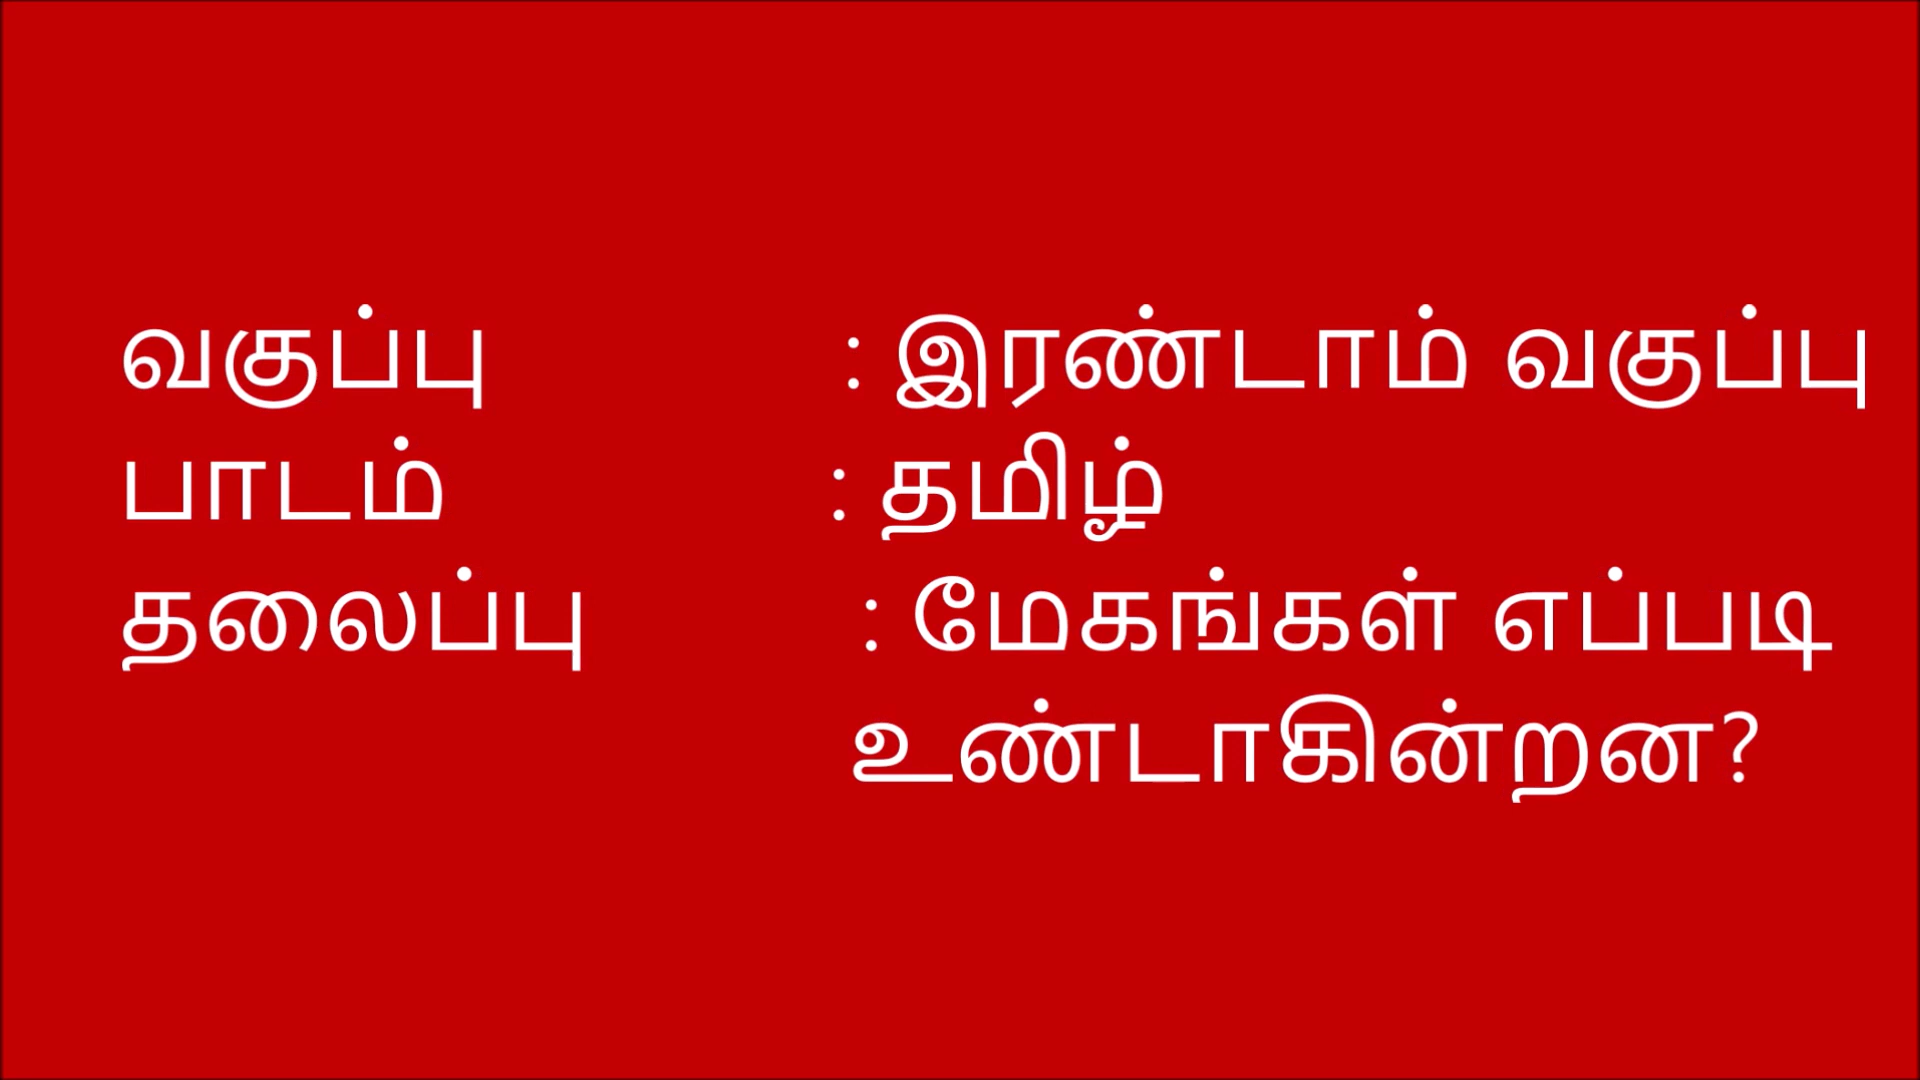 வகுப்பு : இரண்டாம் வகுப்பு
பாடம் : தமிழ்
தலைப்பு : மேகங்கள் எப்படி
உண்டாகின்றன?